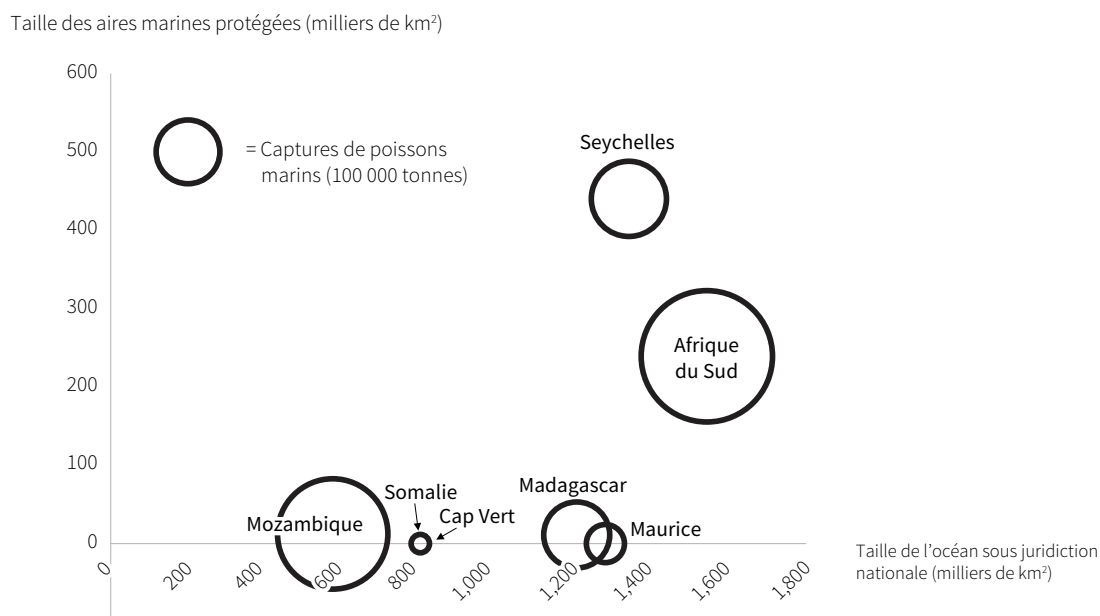 Taille des aires marines protégées (milliers de km²)
600
500
400
300
200
100
0
= Captures de poissons
marins (100 000 tonnes)
Seychelles
Afrique
du Sud
Madagascar
Somalie
Cap Vert
Mozambique
Maurice
0
200
400
600
800
1,000
1,200
1,400
1,600
1,800
Taille de l’océan sous juridiction
nationale (milliers de km²)